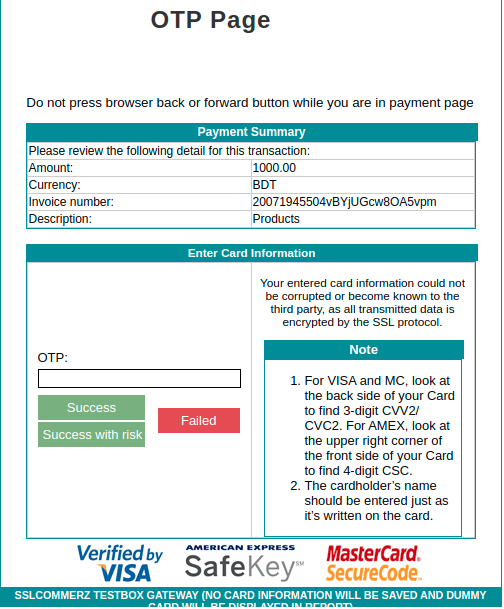 OTP Page
Do not press browser back or forward button while you are in payment page
Payment Summary
Please review the following detail for this transaction:
Amount: 1000.00
Currency: BDT
Invoice number: 20071945504vBYjUGcw8OA5vpm
Description: Products
Enter Card Information
OTP:
Success
Success with risk
Failed
Your entered card information could not
be corrupted or become known to the
third party, as all transmitted data is
encrypted by the SSL protocol.
Note
1. For VISA and MC, look at
the back side of your Card
to find 3-digit CVV2/
CVC2. For AMEX, look at
the upper right corner of
the front side of your Card
to find 4-digit CSC.
2. The cardholder's name
should be entered just as
it's written on the card.
Verified by
VISA
AMERICAN EXPRESS
SafeKey SM
MasterCard.
SecureCode.
SSLCOMMERZ TESTBOX GATEWAY (NO CARD INFORMATION WILL BE SAVED AND DUMMY
CARD WILL BE DISPLAYED IN REPORT)